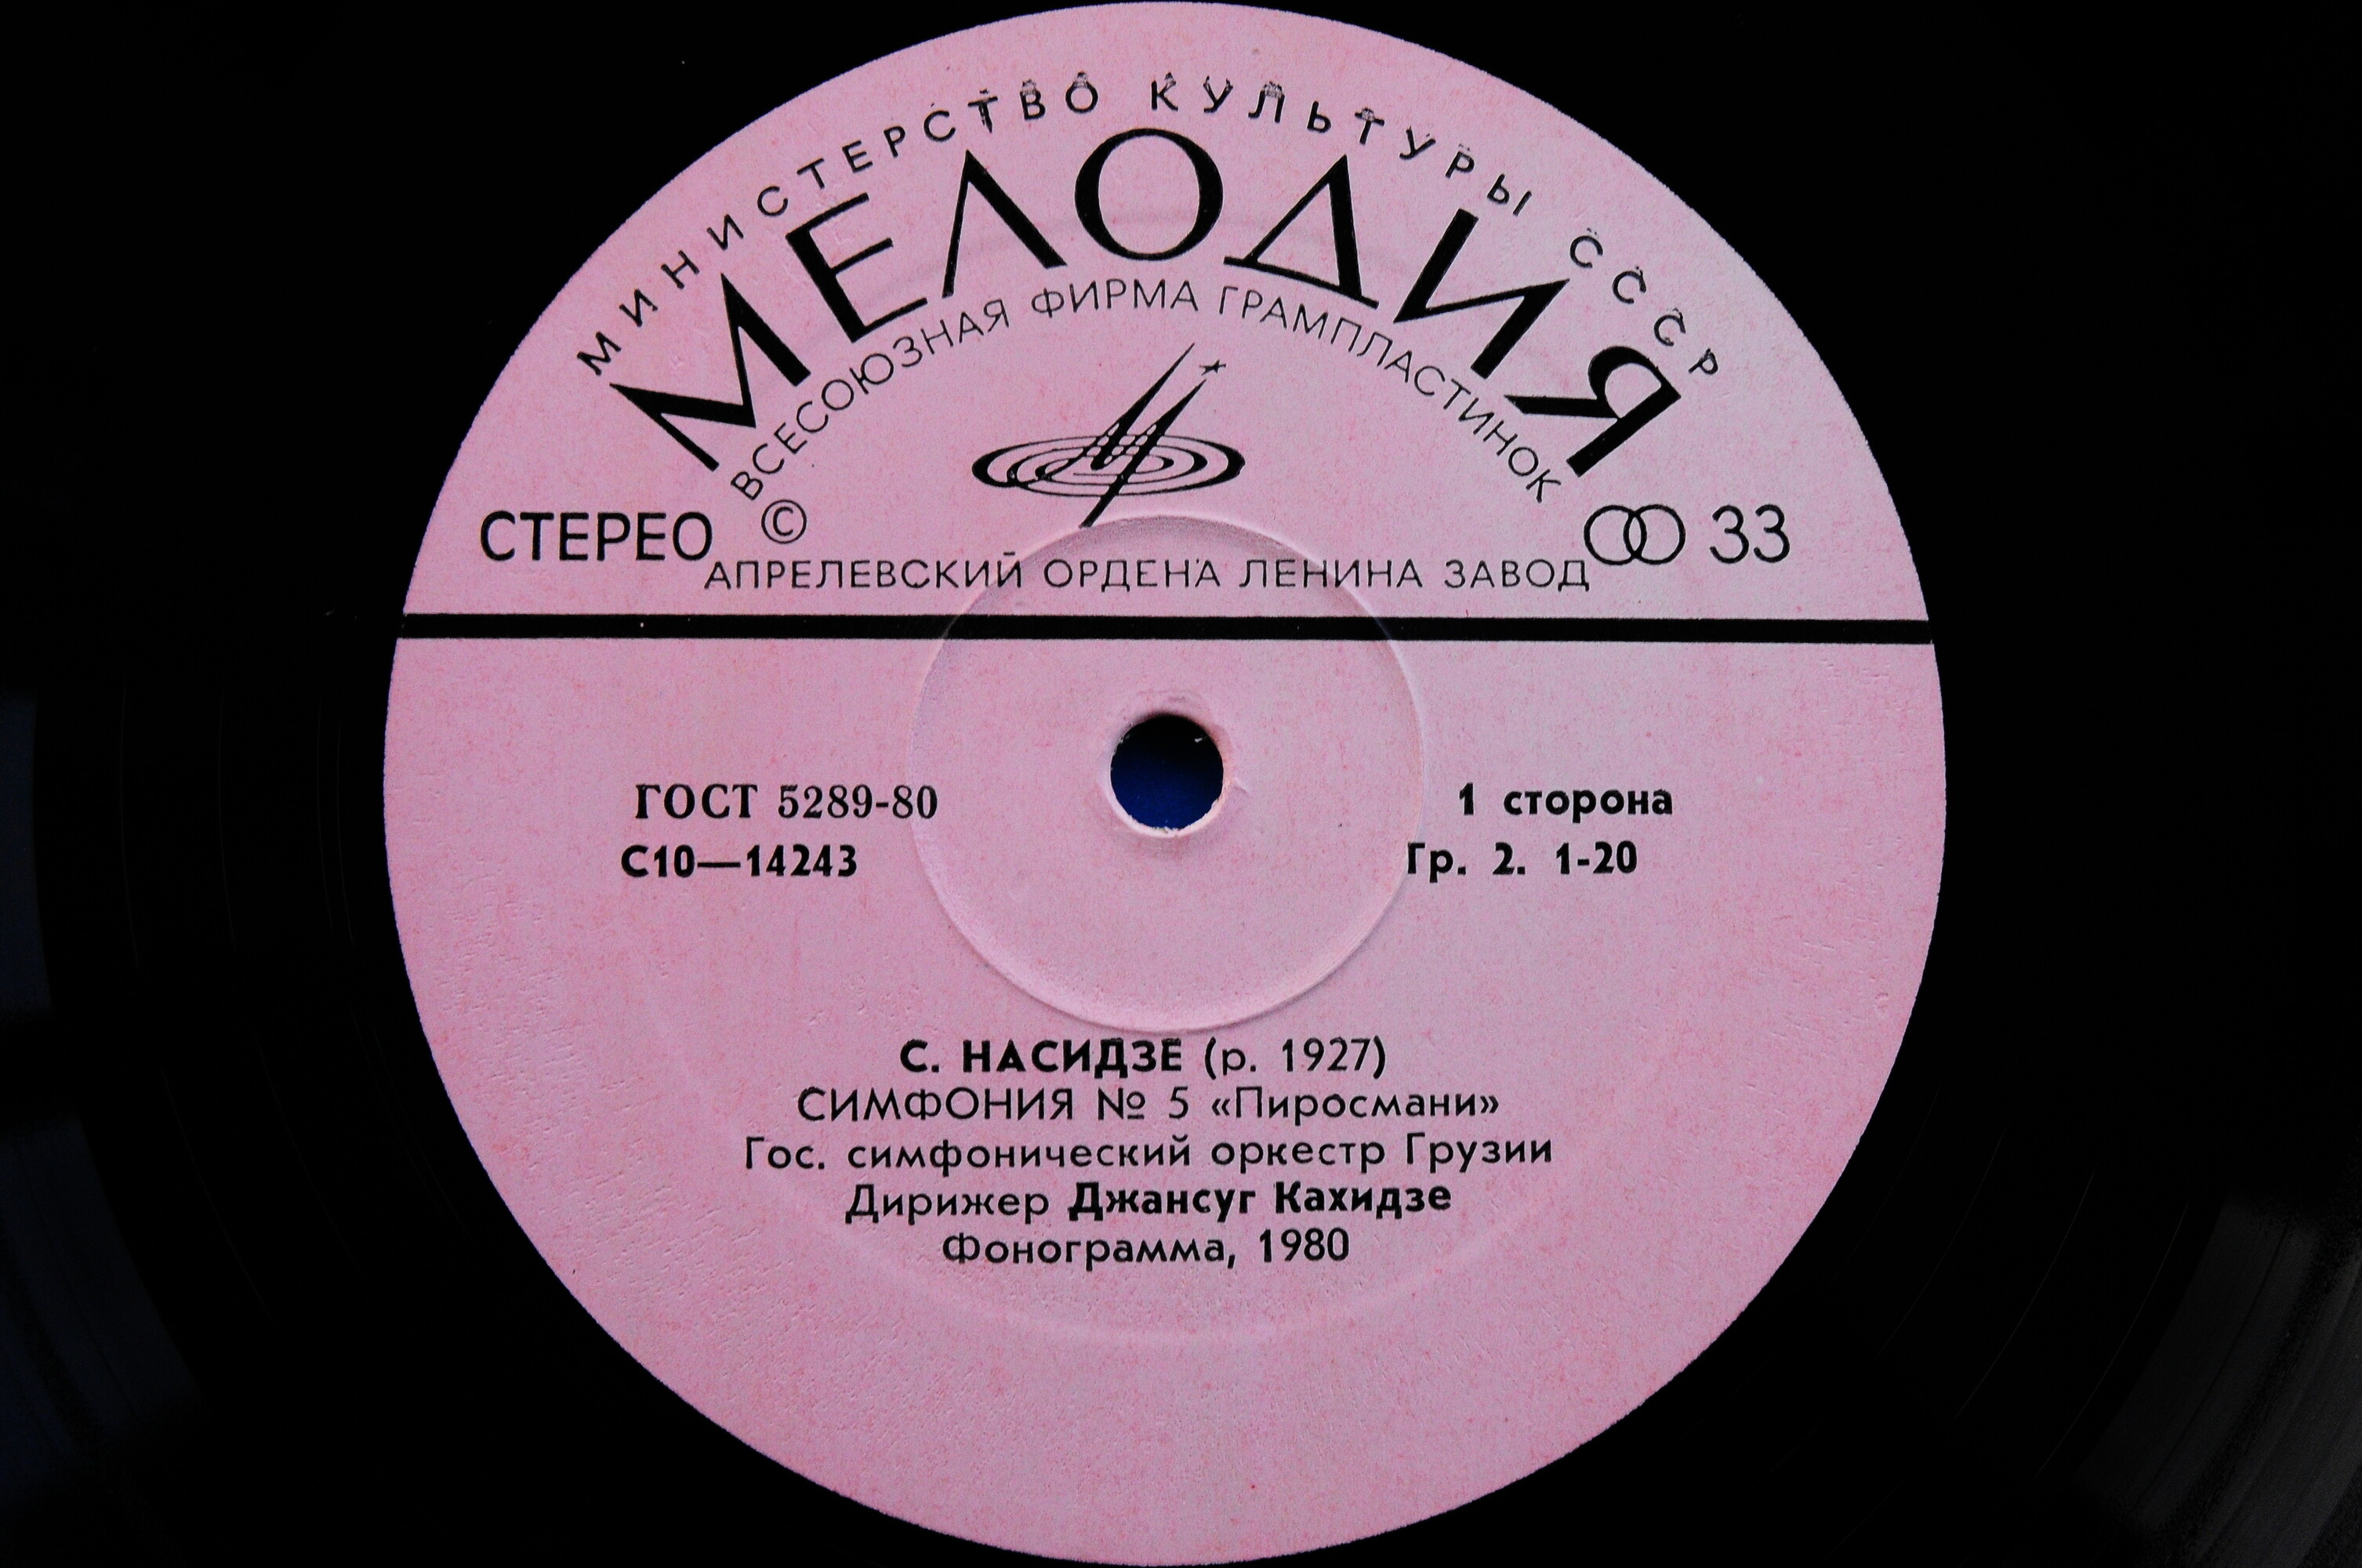 МИНИСТЕРСТВО КУЛЬТУРЫ СССР
МЕЛОДИЯ
ВСЕСОЮЗНАЯ ФИРМА ГРАМПЛАСТИНОК
СТЕРЕО © 33
АПРЕЛЕВСКИЙ ОРДЕНА ЛЕНИНА ЗАВОД
ГОСТ 5289-80
С10—14243
1 сторона
Гр. 2. 1-20
С. НАСИДЗЕ (р. 1927)
СИМФОНИЯ № 5 «Пиросмани»
Гос. симфонический оркестр Грузии
Дирижер Джансуг Кахидзе
Фонограмма, 1980